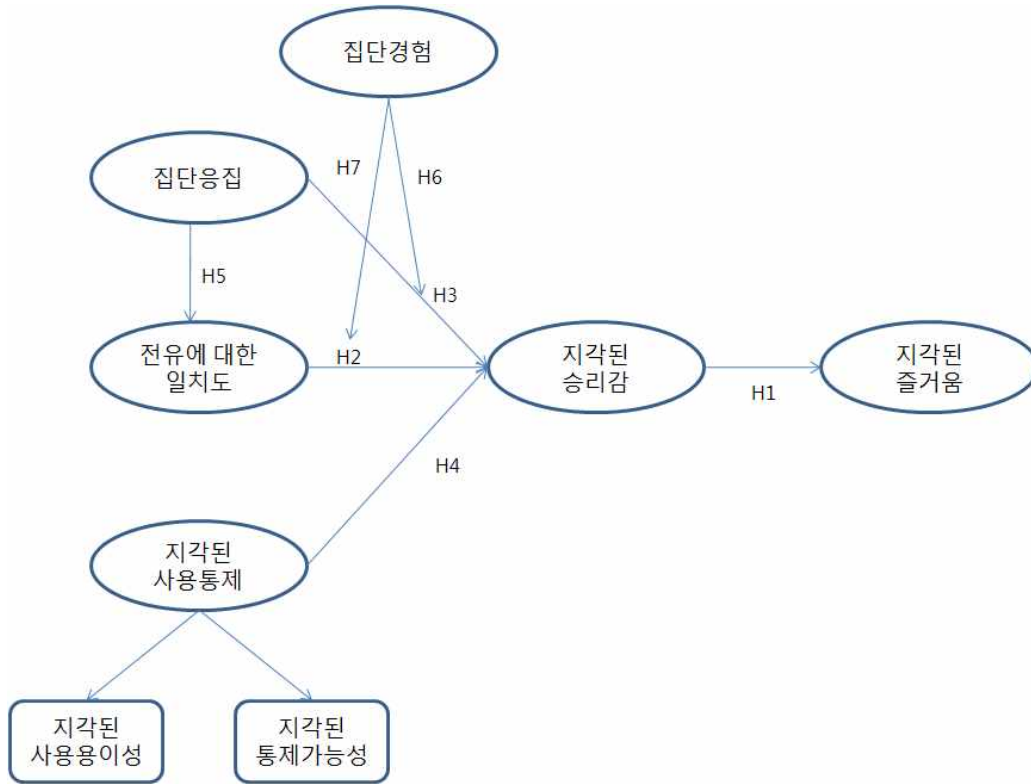 집단경험
집단응집
H7
H6
H5
H3
전유에 대한
일치도
H2
지각된
승리감
지각된
즐거움
H1
H4
지각된
사용통제
지각된
사용용이성
지각된
통제가능성